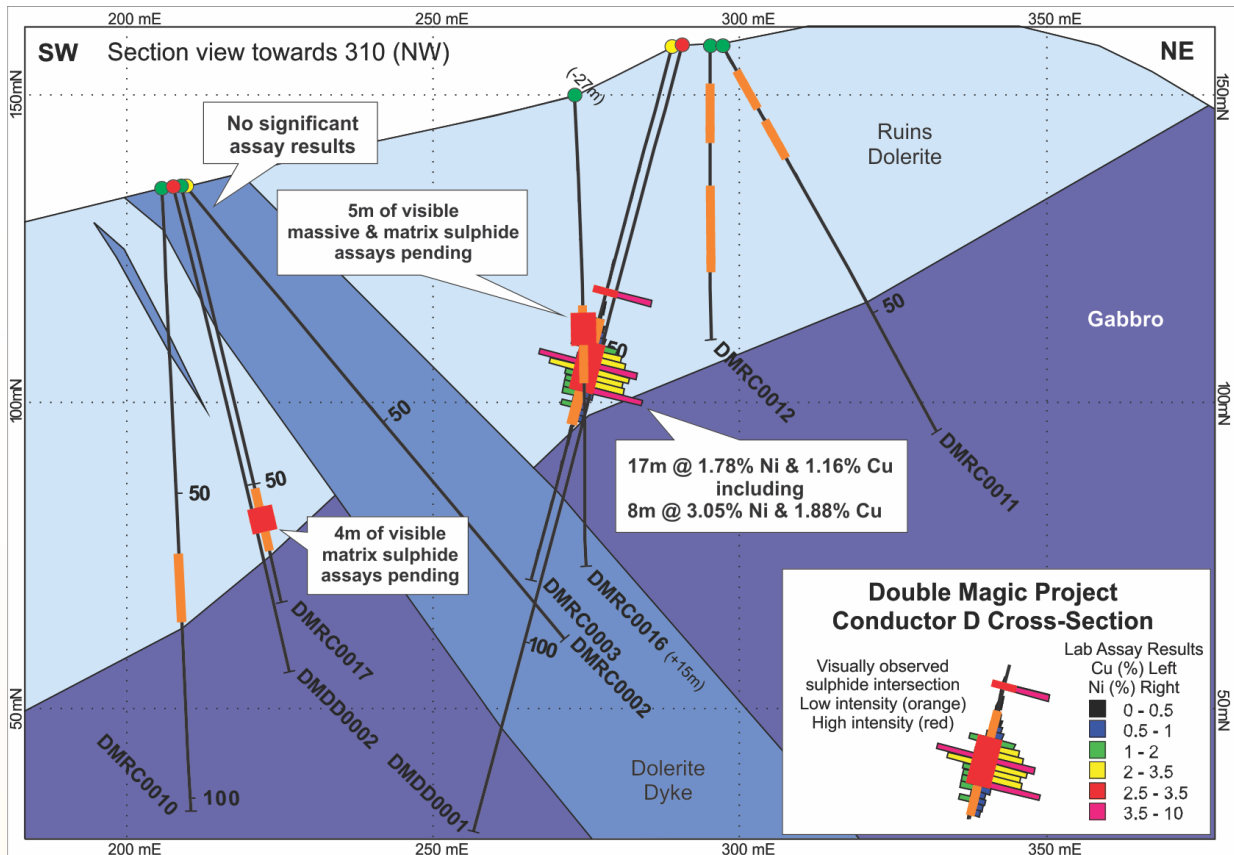 200 mE
250 mE
300 mE
350 mE
SW
Section view towards 310 (NW)
NE
150mN
(-27m)
150mN
No significant
assay results
Ruins
Dolerite
5m of visible
massive & matrix sulphide
assays pending
50
Gabbro
50
DMRC0012
100mN
50
100mN
DMRC0011
17m @ 1.78% Ni & 1.16% Cu
including
8m @ 3.05% Ni & 1.88% Cu
50
50
4m of visible
matrix sulphide
assays pending
DMRC0017
DMDD0002
DMRC0003
DMRC0016 (+15m)
DMRC0002
100
50mN
50mN
DMRC0010
100
DMDD0001
Dolerite
Dyke
Double Magic Project
Conductor D Cross-Section
Visually observed
sulphide intersection
Low intensity (orange)
High intensity (red)
Lab Assay Results
Cu (%) Left
Ni (%) Right
0 - 0.5
0.5 - 1
1 - 2
2 - 3.5
2.5 - 3.5
3.5 - 10
200 mE
250 mE
300 mE
350 mE